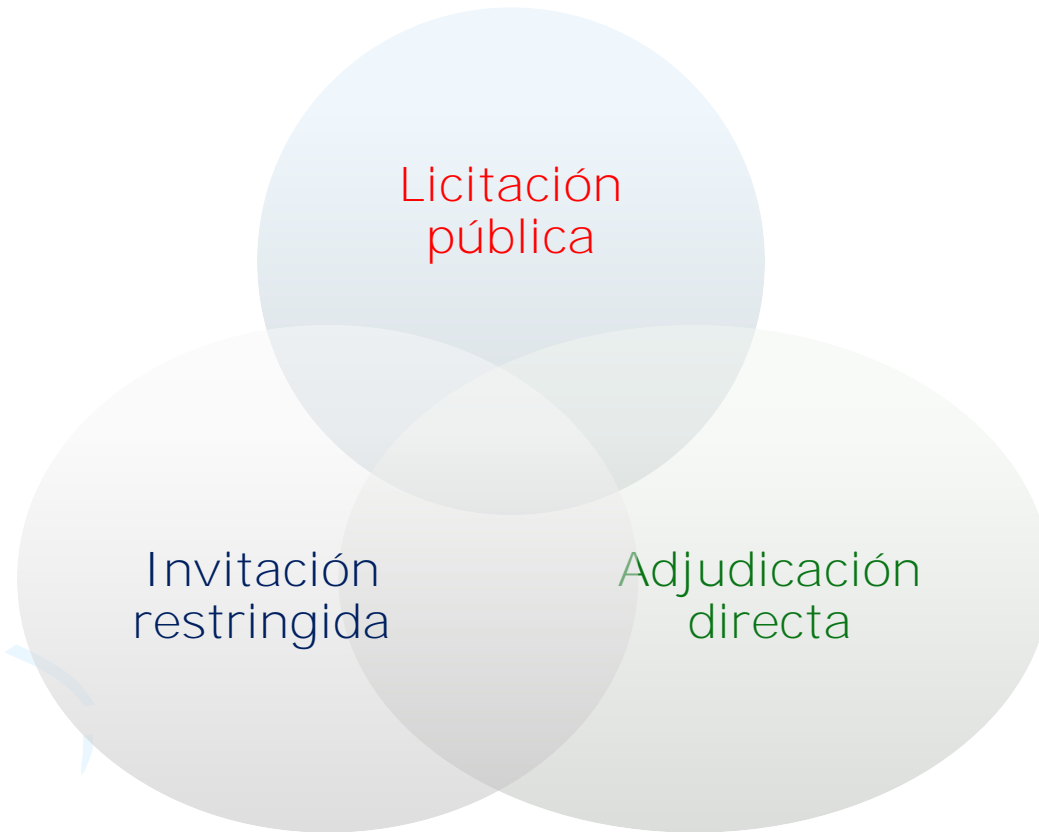 Licitación
pública
Invitación
restringida
Adjudicación
directa